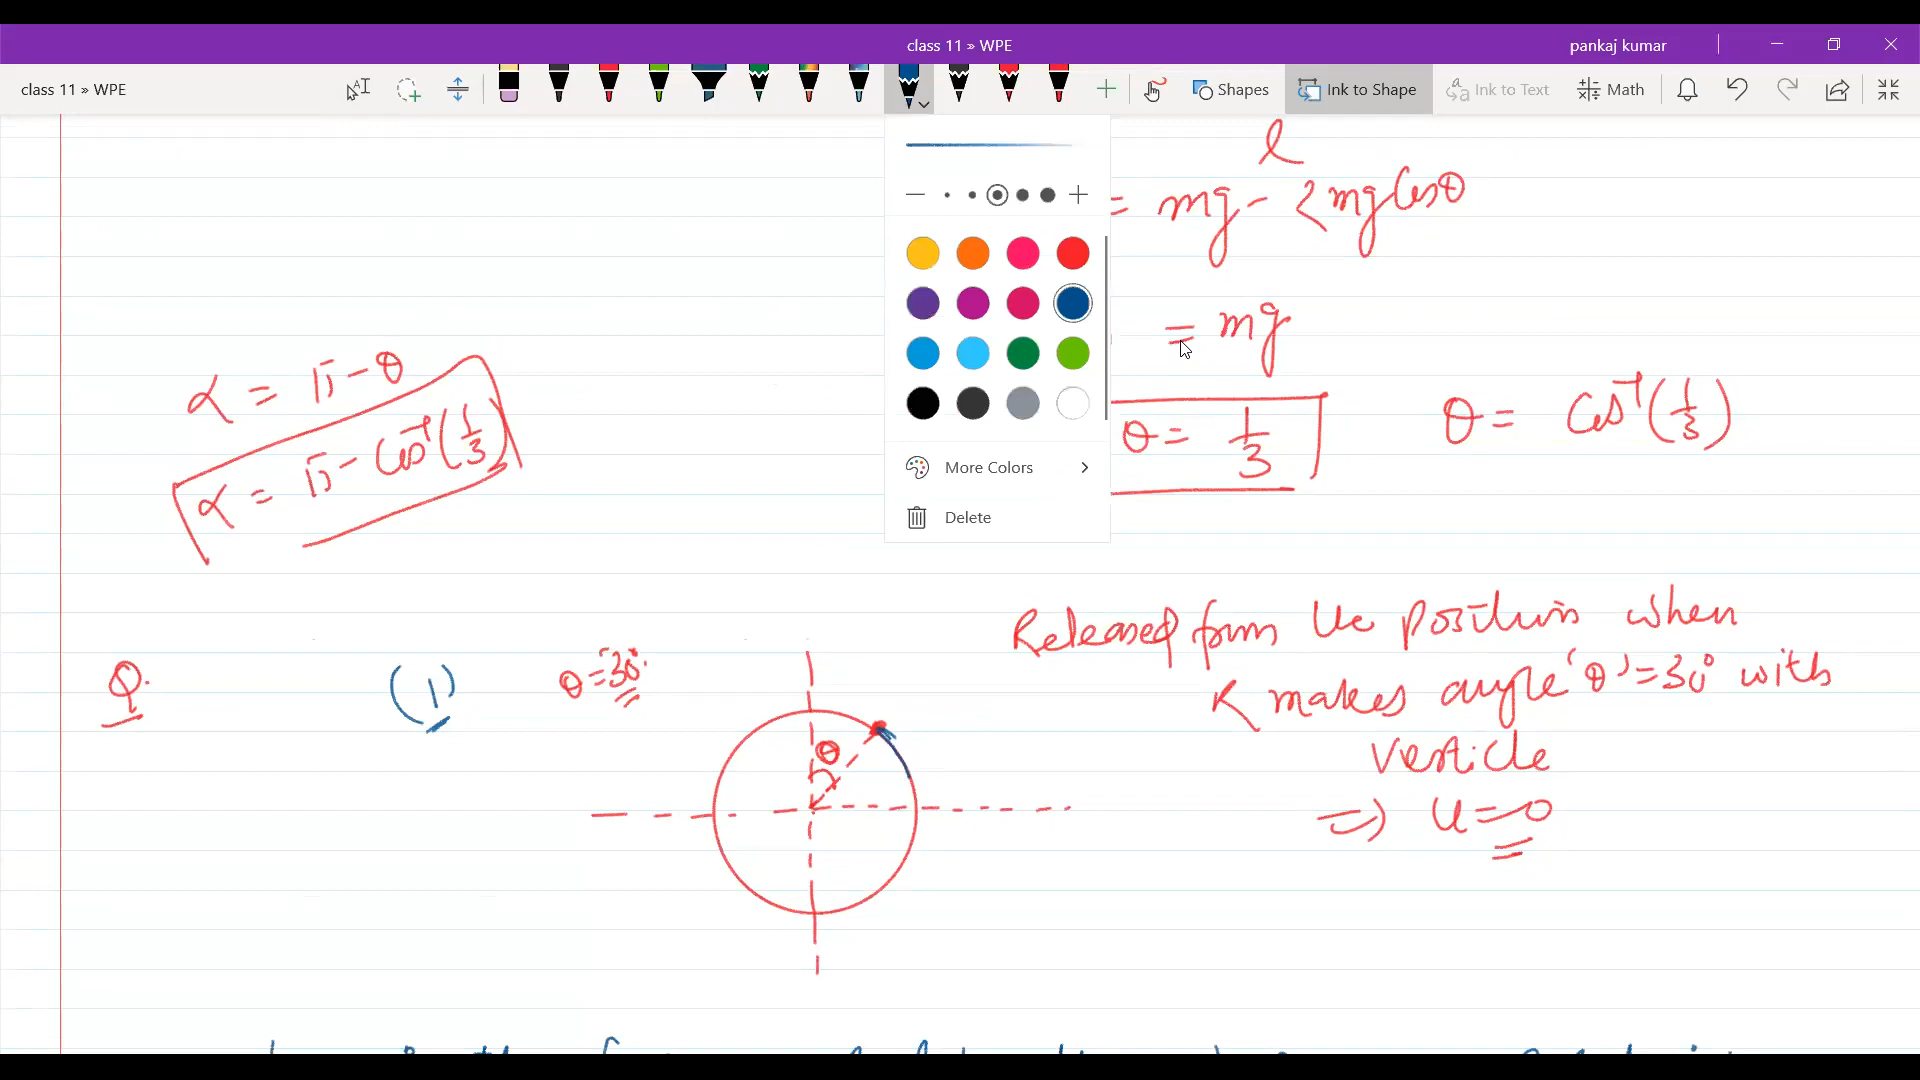 class 11 » WPE
pankaj kumar
class 11 » WPE
Shapes
Ink to Shape
Ink to Text
Math
l
= mg - 2mg Cosθ
= mg
θ = 1/3
θ = Cos⁻¹(1/3)
α = π - θ
α = π - Cos⁻¹(1/3)
More Colors
Delete
Q.
(1)
θ = 30°
θ
Released from the position when
R makes angle 'θ' = 30° with
verticle
⇒ u = 0